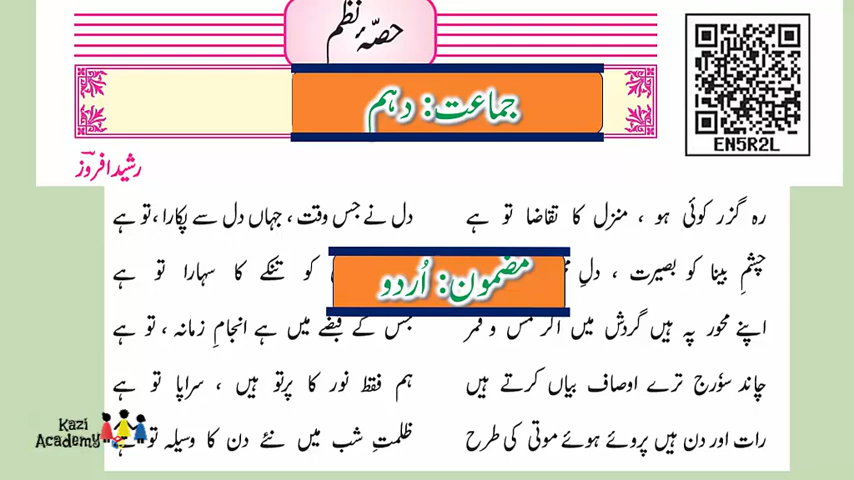 حصّۂ نظم
جماعت: دہم
EN5R2L
رشید افروز
رہ گزر کوئی ہو ، منزل کا تقاضا تو ہے
دل نے جس وقت ، جہاں دل سے پکارا ، تو ہے
چشمِ بینا کو بصیرت ، دلِ
کو تنکے کا سہارا تو ہے
مضمون: اُردو
اپنے محور پہ ہیں گردش میں اگر شمس و قمر
جس کے قبضے میں ہے انجامِ زمانہ ، تو ہے
چاند سورج ترے اوصاف بیاں کرتے ہیں
ہم فقط نور کا پرتو ہیں ، سراپا تو ہے
رات اور دن ہیں پروئے ہوئے موتی کی طرح
ظلمتِ شب میں نئے دن کا وسیلہ تو ہے
Kazi
Academy